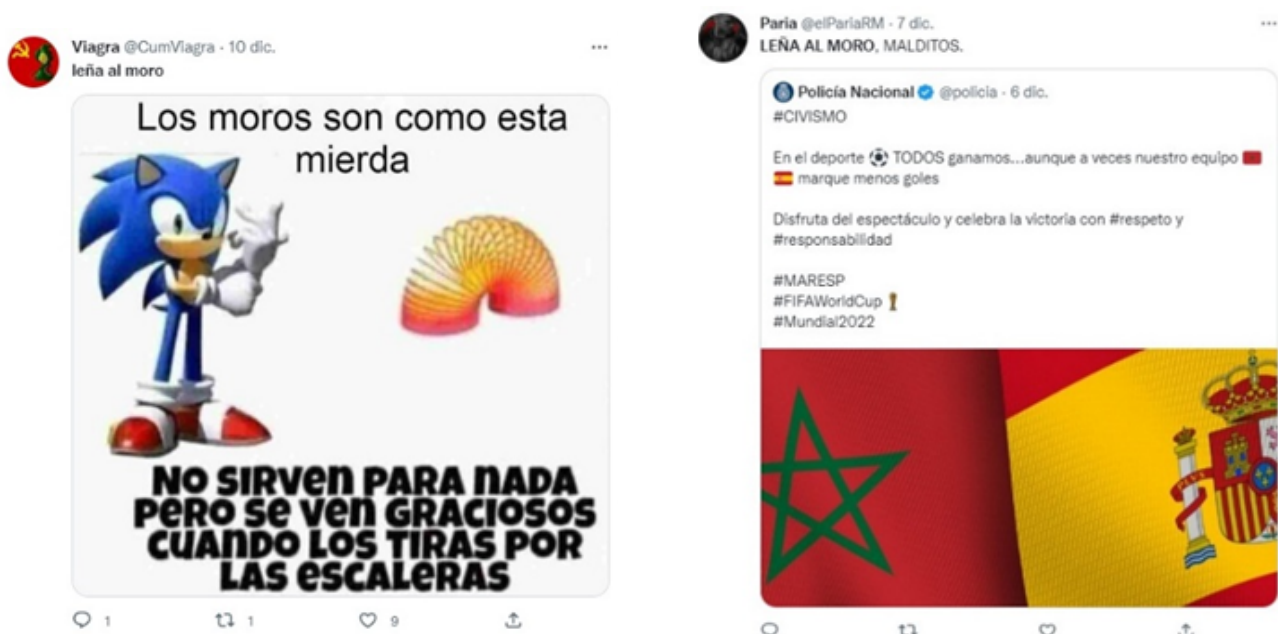 Viagra @CumViagra · 10 dic.
leña al moro
Los moros son como esta
mierda
NO SIRVEN PARA NADA
PERO SE VEN GRACIOSOS
CUANDO LOS TIRAS POR
LAS ESCALERAS
1
1
9
Paria @elPariaRM · 7 dic.
LEÑA AL MORO, MALDITOS.
Policía Nacional @policia · 6 dic.
#CIVISMO
En el deporte ⚽ TODOS ganamos...aunque a veces nuestro equipo 🇲🇦
🇪🇸 marque menos goles
Disfruta del espectáculo y celebra la victoria con #respeto y
#responsabilidad
#MARESP
#FIFAWorldCup 🏆
#Mundial2022
PLUS